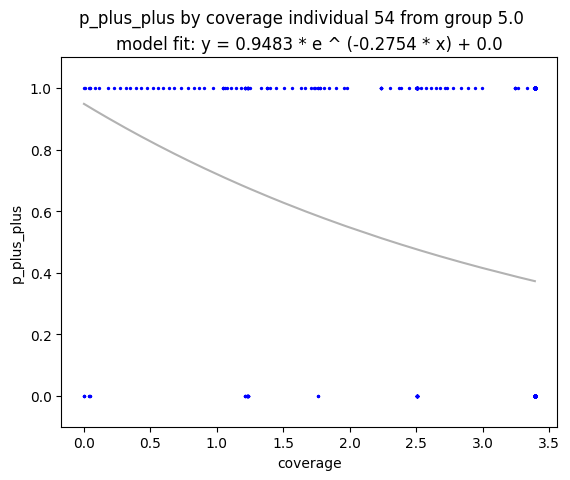 p_plus_plus by coverage individual 54 from group 5.0
model fit: y = 0.9483 * e ^ (-0.2754 * x) + 0.0
1.0
0.8
0.6
0.4
0.2
0.0
p_plus_plus
0.0 0.5 1.0 1.5 2.0 2.5 3.0 3.5
coverage